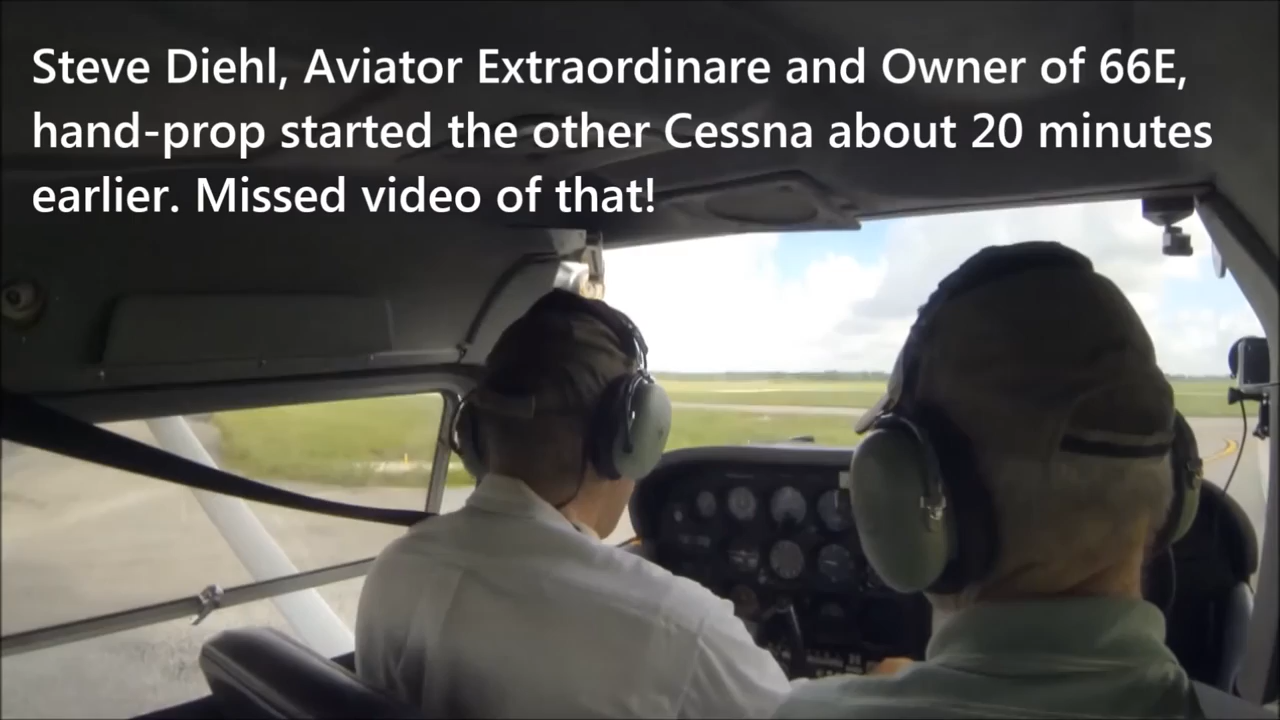 Steve Diehl, Aviator Extraordinare and Owner of 66E,
hand-prop started the other Cessna about 20 minutes
earlier. Missed video of that!